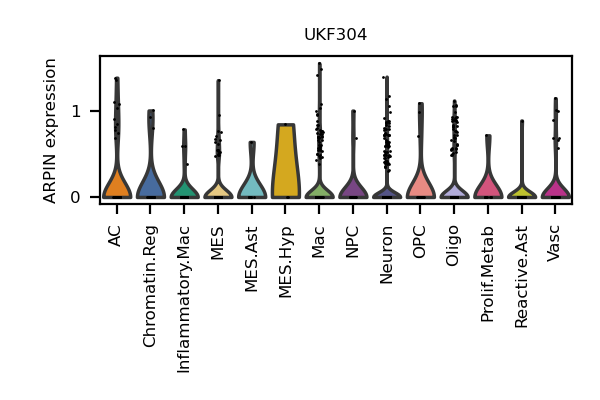 UKF304
ARPIN expression
1
0
AC
Chromatin.Reg
Inflammatory.Mac
MES
MES.Ast
MES.Hyp
Mac
NPC
Neuron
OPC
Oligo
Prolif.Metab
Reactive.Ast
Vasc